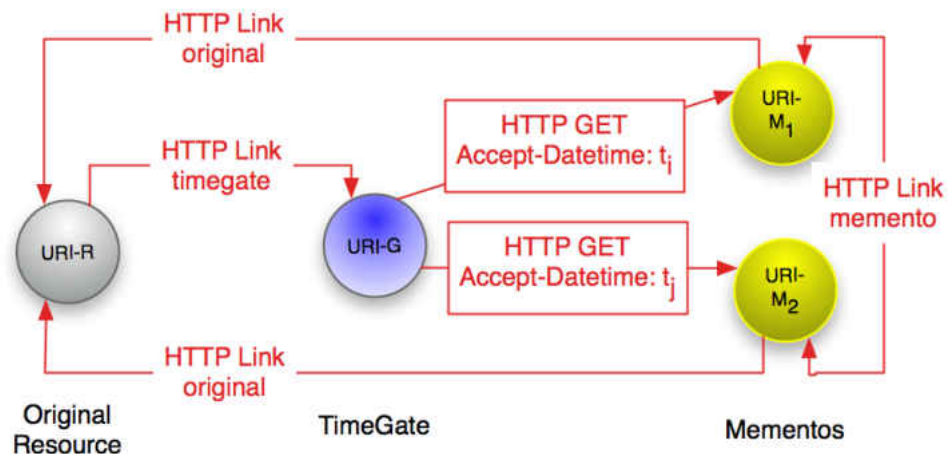 HTTP Link
original
HTTP Link
timegate
HTTP GET
Accept-Datetime: ti
URI-
M1
HTTP Link
memento
URI-R
URI-G
HTTP GET
Accept-Datetime: tj
URI-
M2
HTTP Link
original
Original
Resource
TimeGate
Mementos